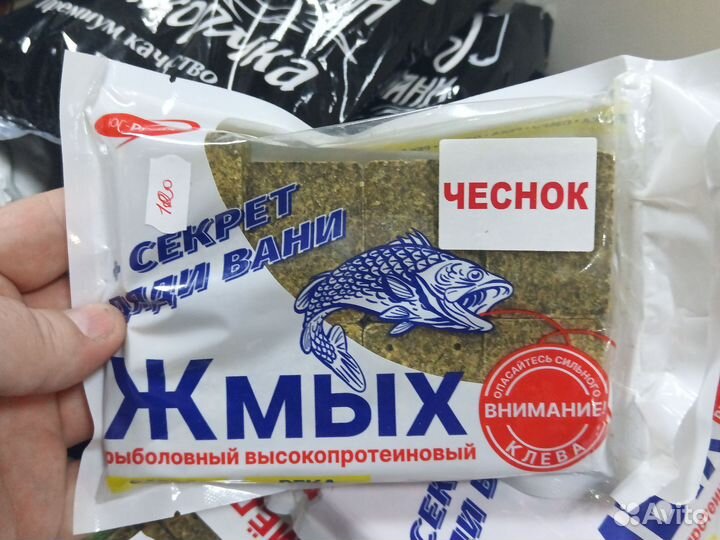 премиум качество
ЧЕСНОК
СЕКРЕТ
ДЯДИ ВАНИ
Жмых
рыболовный высокопротеиновый
ОПАСАЙТЕСЬ СИЛЬНОГО
ВНИМАНИЕ!
КЛЕВА
РЕКА
СЕКРЕТ
Avito